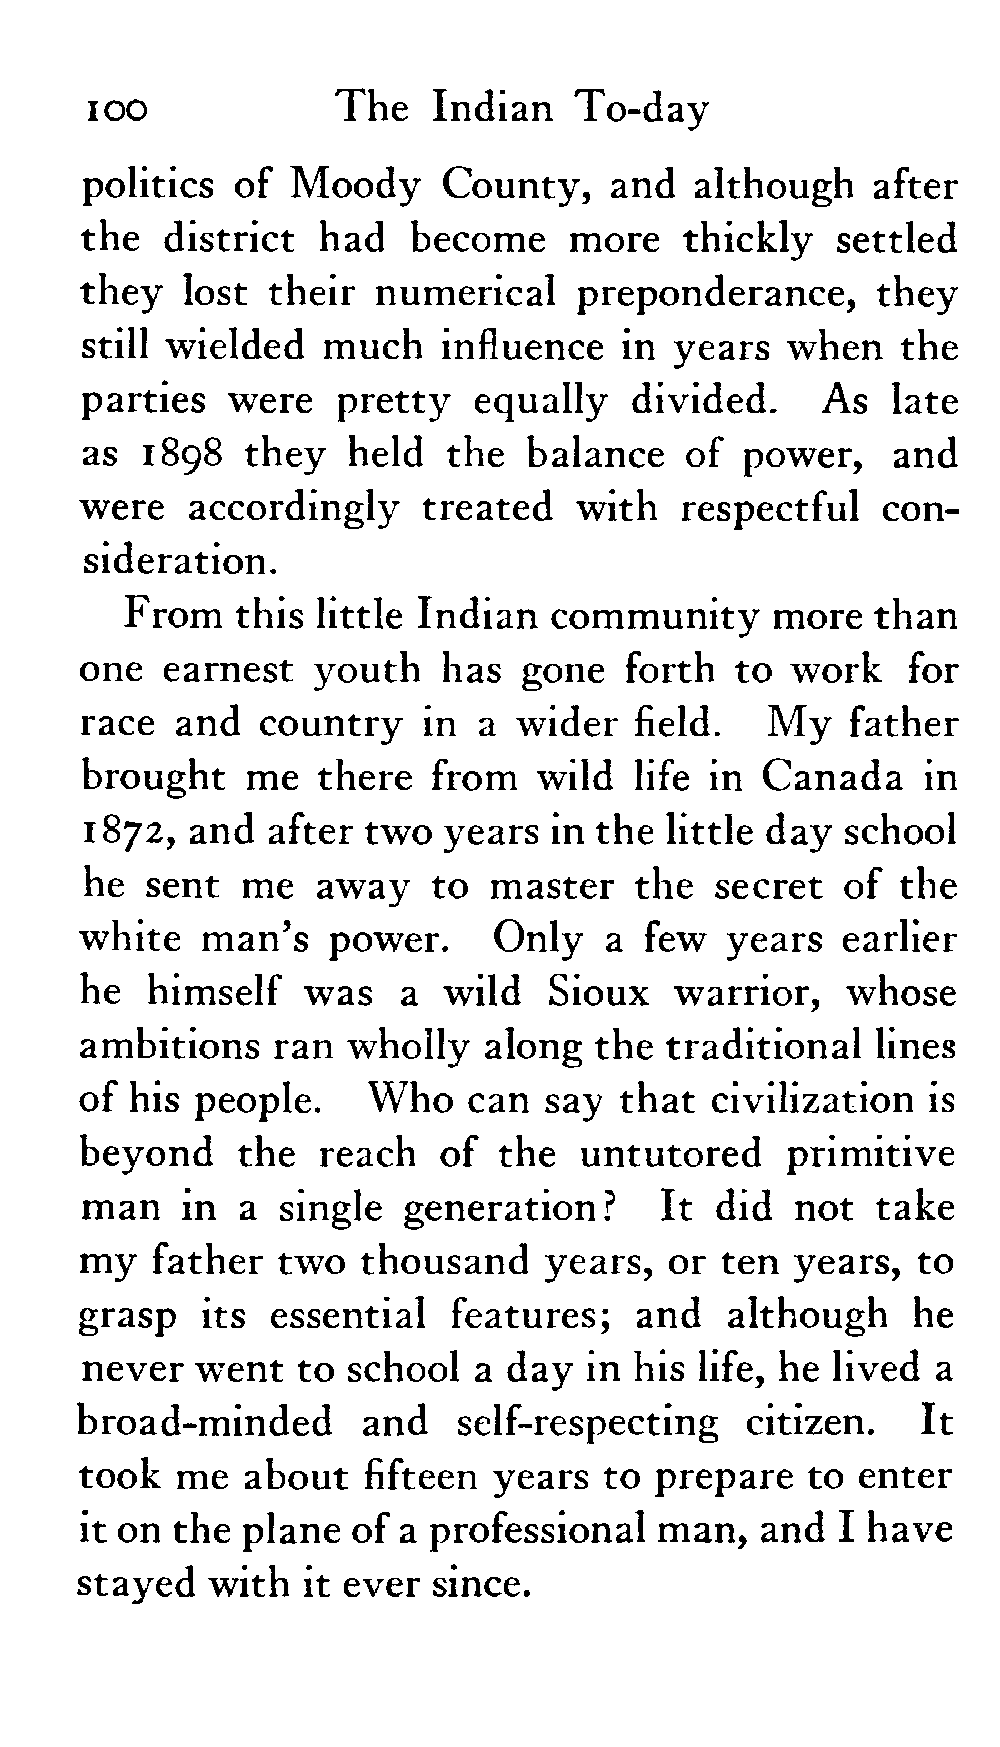 100 The Indian To-day
politics of Moody County, and although after
the district had become more thickly settled
they lost their numerical preponderance, they
still wielded much influence in years when the
parties were pretty equally divided. As late
as 1898 they held the balance of power, and
were accordingly treated with respectful con-
sideration.
From this little Indian community more than
one earnest youth has gone forth to work for
race and country in a wider field. My father
brought me there from wild life in Canada in
1872, and after two years in the little day school
he sent me away to master the secret of the
white man's power. Only a few years earlier
he himself was a wild Sioux warrior, whose
ambitions ran wholly along the traditional lines
of his people. Who can say that civilization is
beyond the reach of the untutored primitive
man in a single generation? It did not take
my father two thousand years, or ten years, to
grasp its essential features; and although he
never went to school a day in his life, he lived a
broad-minded and self-respecting citizen. It
took me about fifteen years to prepare to enter
it on the plane of a professional man, and I have
stayed with it ever since.